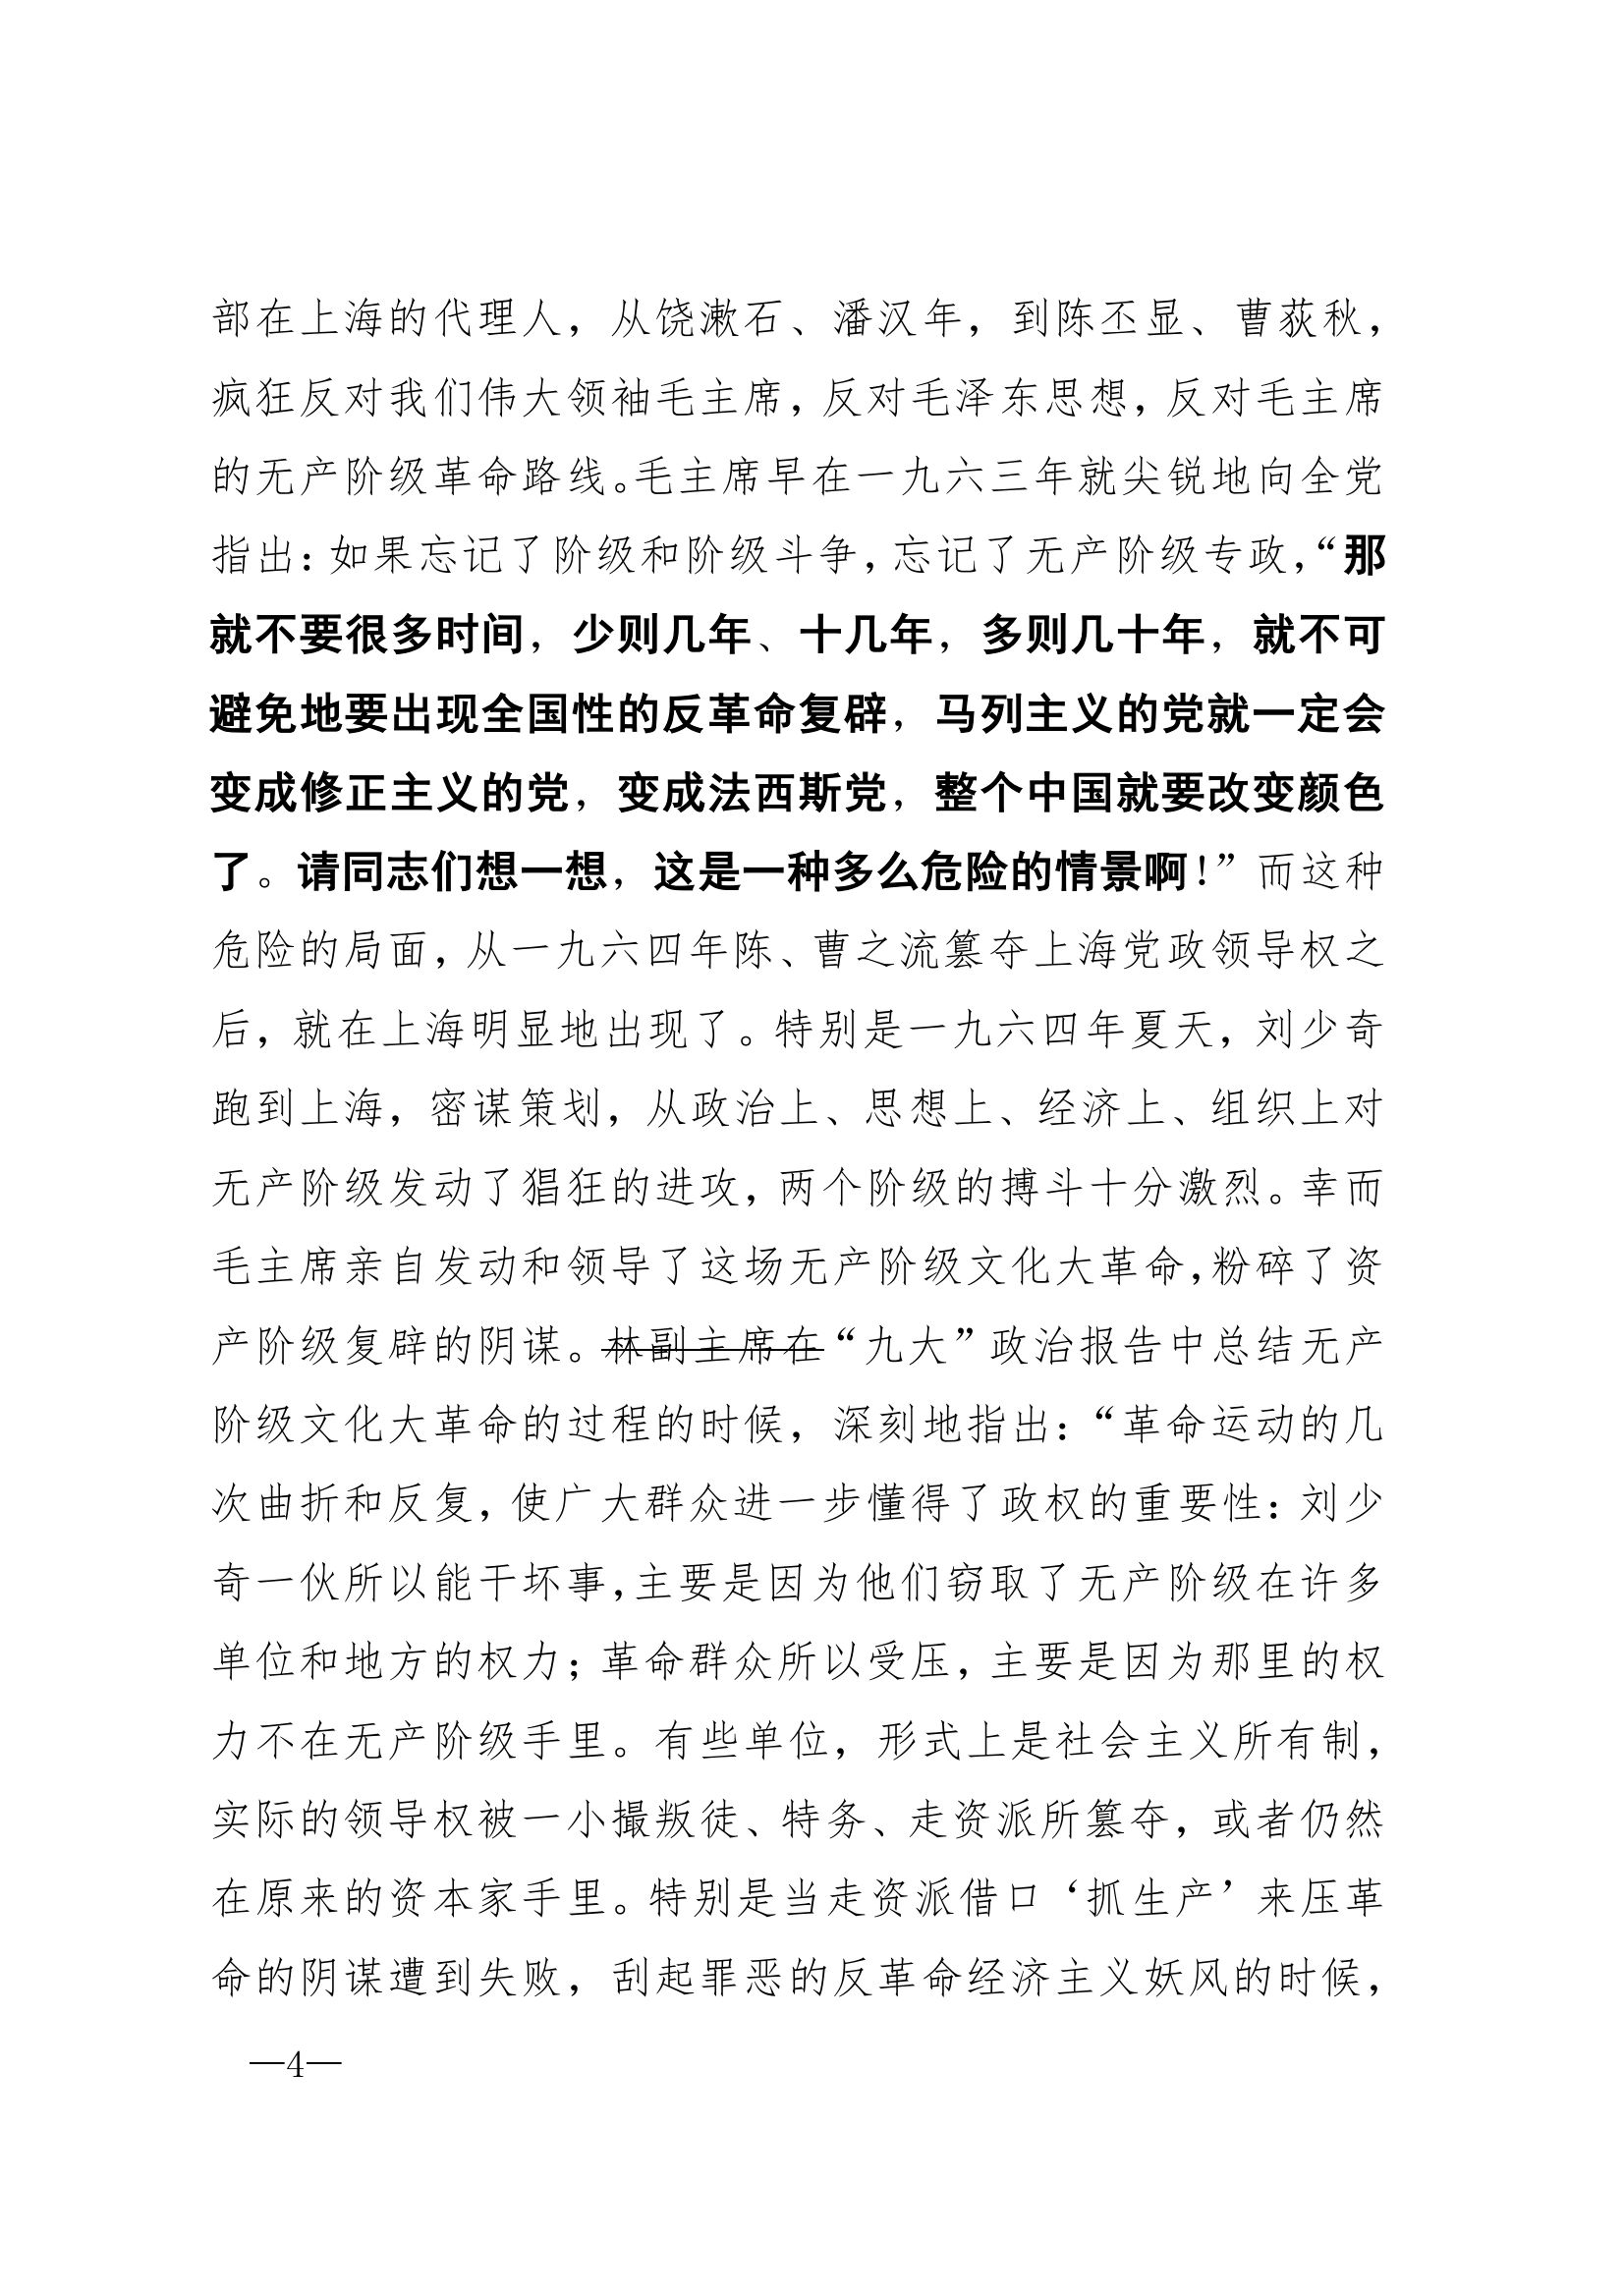 部在上海的代理人，从饶漱石、潘汉年，到陈丕显、曹荻秋，
疯狂反对我们伟大领袖毛主席，反对毛泽东思想，反对毛主席
的无产阶级革命路线。毛主席早在一九六三年就尖锐地向全党
指出：如果忘记了阶级和阶级斗争，忘记了无产阶级专政，“那
就不要很多时间，少则几年、十几年，多则几十年，就不可
避免地要出现全国性的反革命复辟，马列主义的党就一定会
变成修正主义的党，变成法西斯党，整个中国就要改变颜色
了。请同志们想一想，这是一种多么危险的情景啊！”而这种
危险的局面，从一九六四年陈、曹之流篡夺上海党政领导权之
后，就在上海明显地出现了。特别是一九六四年夏天，刘少奇
跑到上海，密谋策划，从政治上、思想上、经济上、组织上对
无产阶级发动了猖狂的进攻，两个阶级的搏斗十分激烈。幸而
毛主席亲自发动和领导了这场无产阶级文化大革命，粉碎了资
产阶级复辟的阴谋。林副主席在“九大”政治报告中总结无产
阶级文化大革命的过程的时候，深刻地指出：“革命运动的几
次曲折和反复，使广大群众进一步懂得了政权的重要性：刘少
奇一伙所以能干坏事，主要是因为他们窃取了无产阶级在许多
单位和地方的权力；革命群众所以受压，主要是因为那里的权
力不在无产阶级手里。有些单位，形式上是社会主义所有制，
实际的领导权被一小撮叛徒、特务、走资派所篡夺，或者仍然
在原来的资本家手里。特别是当走资派借口‘抓生产’来压革
命的阴谋遭到失败，刮起罪恶的反革命经济主义妖风的时候，
—4—